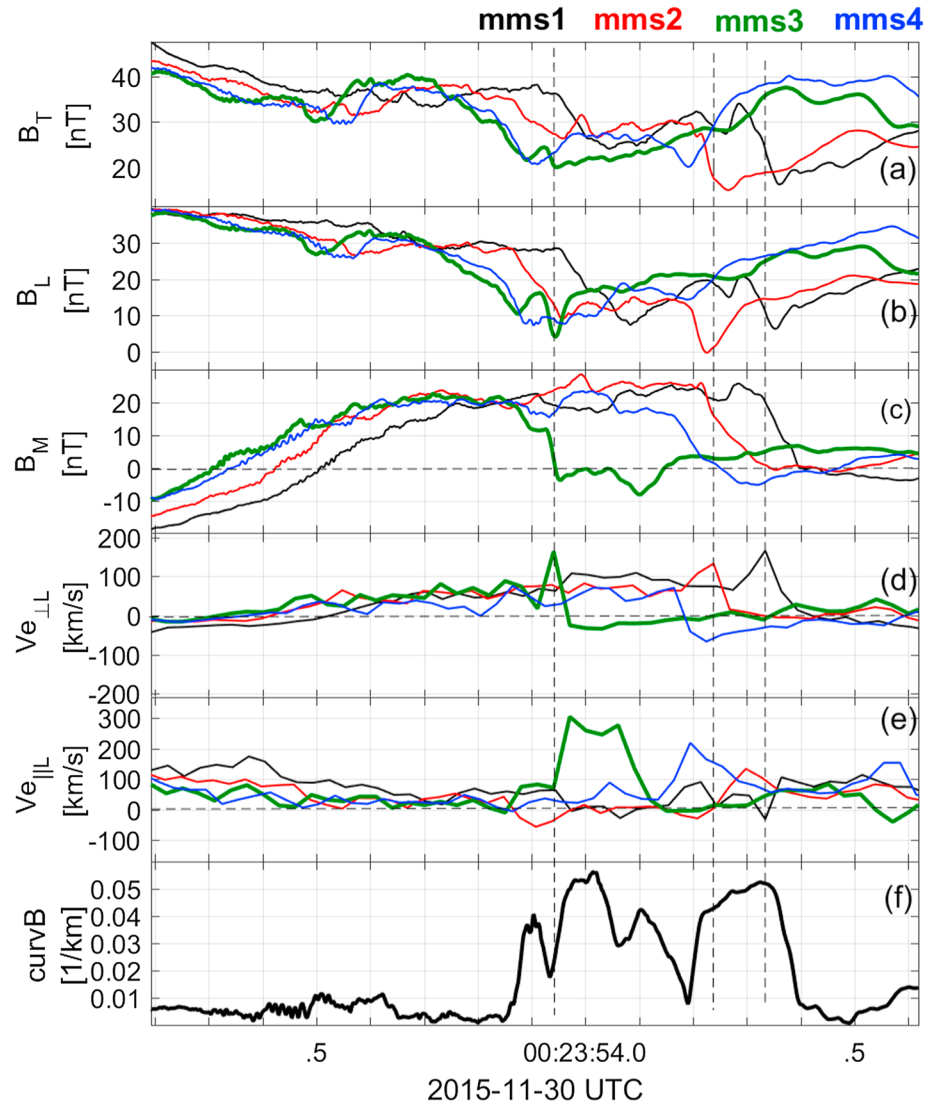 mms1 mms2 mms3 mms4
B_T [nT]
40
30
20
(a)
B_L [nT]
30
20
10
0
(b)
B_M [nT]
20
10
0
-10
(c)
Ve_⊥L [km/s]
200
100
0
-100
-200
(d)
Ve_||L [km/s]
300
200
100
0
-100
(e)
curvB [1/km]
0.05
0.04
0.03
0.02
0.01
(f)
.5 00:23:54.0 .5
2015-11-30 UTC